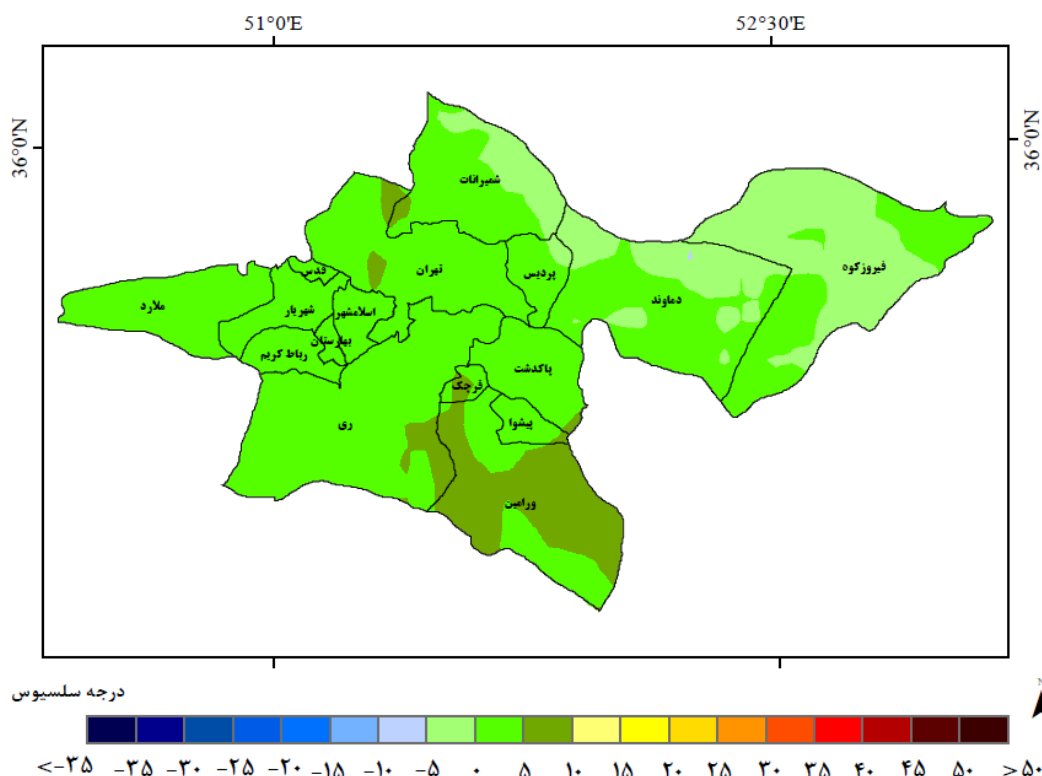 51°0'E 52°30'E
36°0'N 36°0'N
شمیرانات
فیروزکوه
تهران
پردیس
قدس
دماوند
ملارد
شهریار
اسلامشهر
بهارستان
رباط کریم
پاکدشت
قرچک
پیشوا
ری
ورامین
درجه سلسیوس
N
<-۳۵ -۳۵ -۳۰ -۲۵ -۲۰ -۱۵ -۱۰ -۵ ۰ ۵ ۱۰ ۱۵ ۲۰ ۲۵ ۳۰ ۳۵ ۴۰ ۴۵ ۵۰ >۵۰